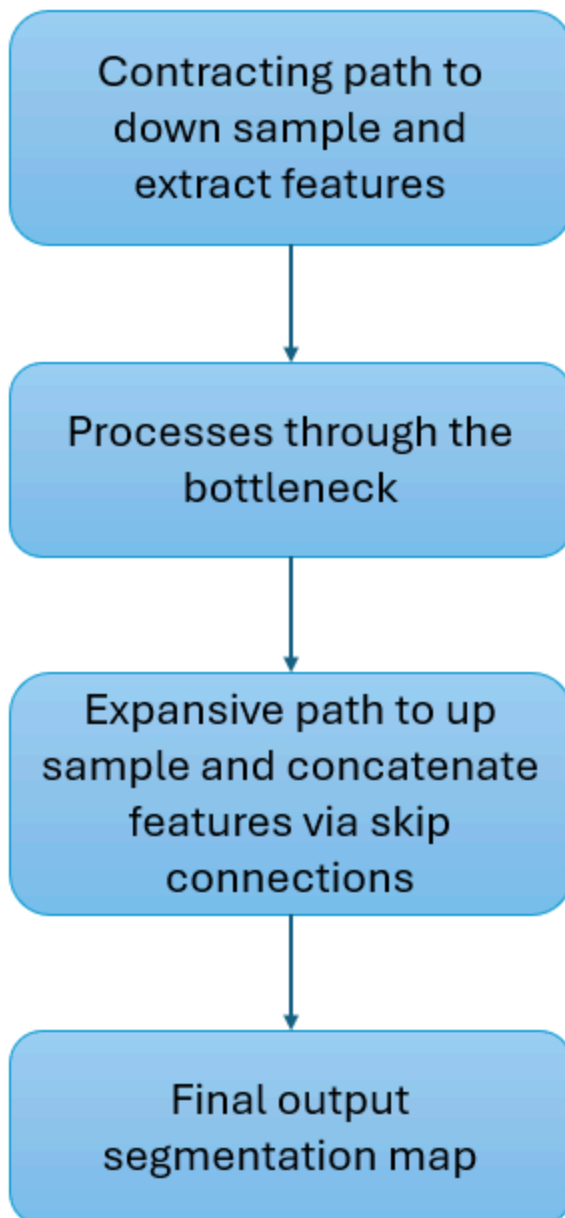 Contracting path to
down sample and
extract features
Processes through the
bottleneck
Expansive path to up
sample and concatenate
features via skip
connections
Final output
segmentation map